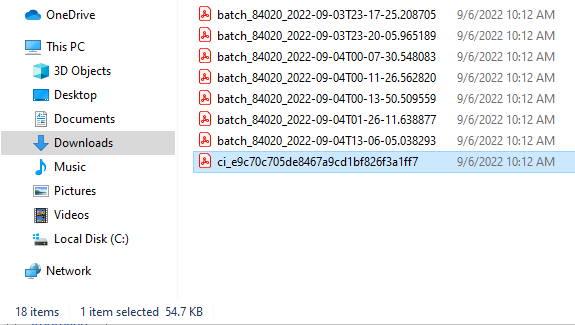 OneDrive
This PC
3D Objects
Desktop
Documents
Downloads
Music
Pictures
Videos
Local Disk (C:)
Network
batch_84020_2022-09-03T23-17-25.208705 9/6/2022 10:12 AM
batch_84020_2022-09-03T23-20-05.965189 9/6/2022 10:12 AM
batch_84020_2022-09-04T00-07-30.548083 9/6/2022 10:12 AM
batch_84020_2022-09-04T00-11-26.562820 9/6/2022 10:12 AM
batch_84020_2022-09-04T00-13-50.509559 9/6/2022 10:12 AM
batch_84020_2022-09-04T01-26-11.638877 9/6/2022 10:12 AM
batch_84020_2022-09-04T13-06-05.038293 9/6/2022 10:12 AM
ci_e9c70c705de8467a9cd1bf826f3a1ff7 9/6/2022 10:12 AM
18 items 1 item selected 54.7 KB